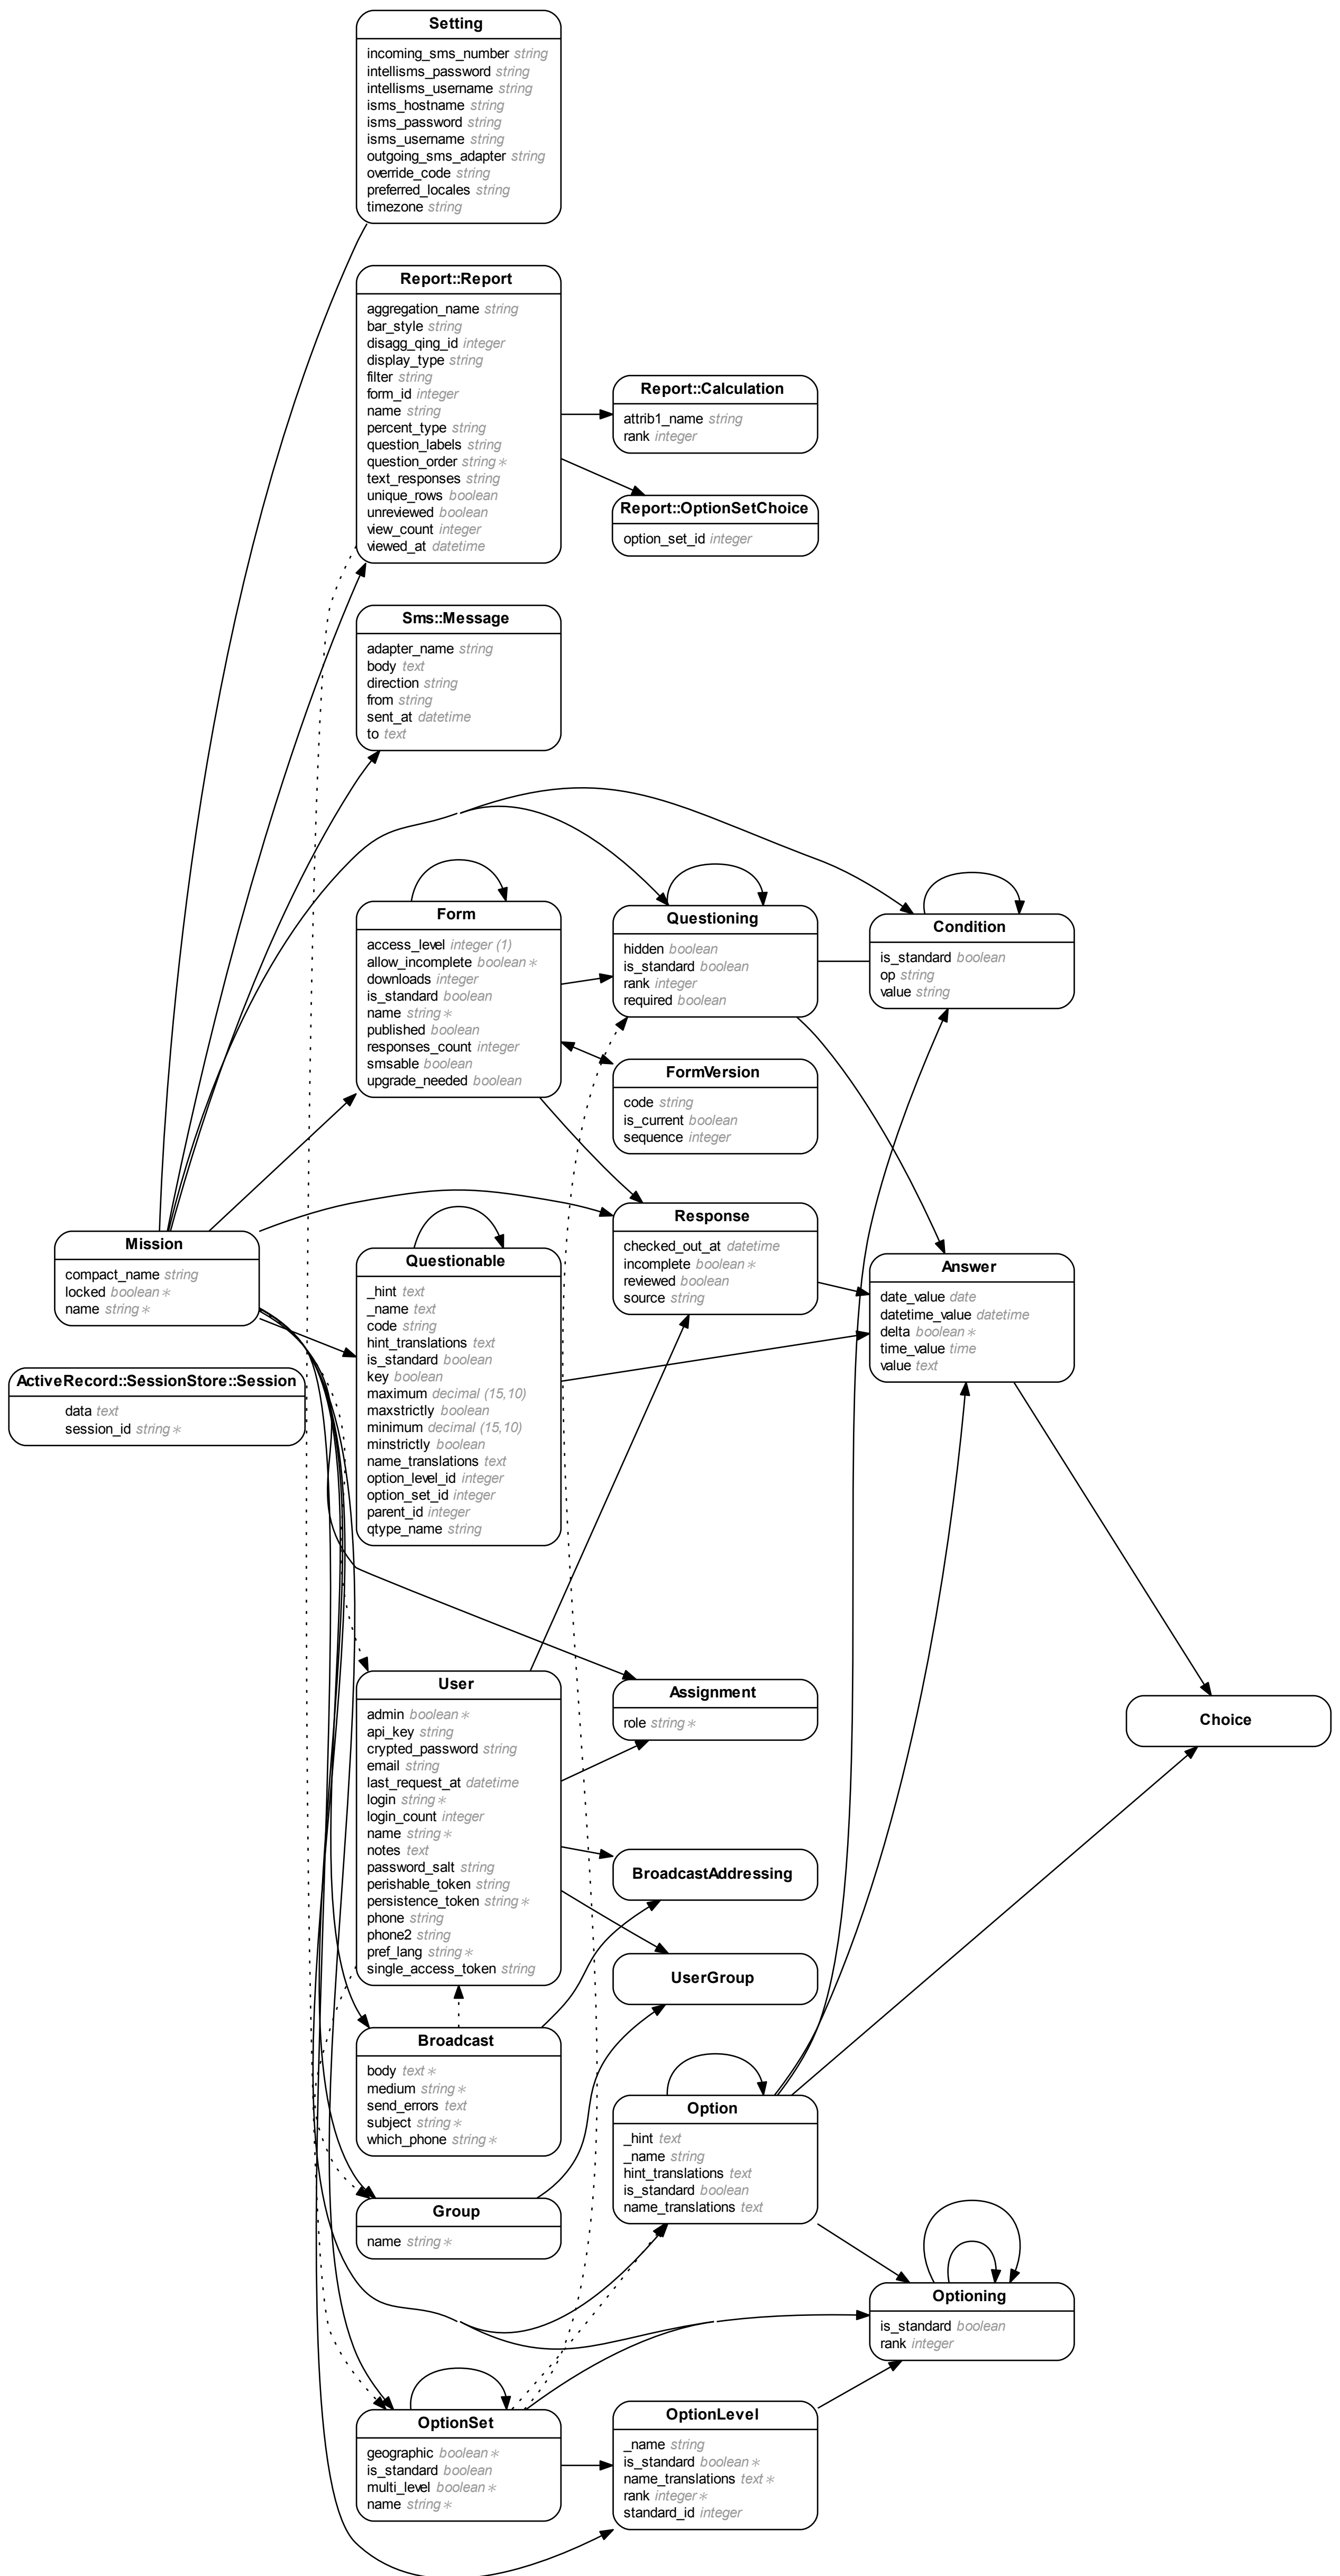 Setting
incoming_sms_number string
intellisms_password string
intellisms_username string
isms_hostname string
isms_password string
isms_username string
outgoing_sms_adapter string
override_code string
preferred_locales string
timezone string
Report::Report
aggregation_name string
bar_style string
disagg_qing_id integer
display_type string
filter string
form_id integer
name string
percent_type string
question_labels string
question_order string ∗
text_responses string
unique_rows boolean
unreviewed boolean
view_count integer
viewed_at datetime
Report::Calculation
attrib1_name string
rank integer
Report::OptionSetChoice
option_set_id integer
Sms::Message
adapter_name string
body text
direction string
from string
sent_at datetime
to text
Form
access_level integer (1)
allow_incomplete boolean ∗
downloads integer
is_standard boolean
name string ∗
published boolean
responses_count integer
smsable boolean
upgrade_needed boolean
Questioning
hidden boolean
is_standard boolean
rank integer
required boolean
Condition
is_standard boolean
op string
value string
FormVersion
code string
is_current boolean
sequence integer
Mission
compact_name string
locked boolean ∗
name string ∗
ActiveRecord::SessionStore::Session
data text
session_id string ∗
Questionable
_hint text
_name text
code string
hint_translations text
is_standard boolean
key boolean
maximum decimal (15,10)
maxstrictly boolean
minimum decimal (15,10)
minstrictly boolean
name_translations text
option_level_id integer
option_set_id integer
parent_id integer
qtype_name string
Response
checked_out_at datetime
incomplete boolean ∗
reviewed boolean
source string
Answer
date_value date
datetime_value datetime
delta boolean ∗
time_value time
value text
User
admin boolean ∗
api_key string
crypted_password string
email string
last_request_at datetime
login string ∗
login_count integer
name string ∗
notes text
password_salt string
perishable_token string
persistence_token string ∗
phone string
phone2 string
pref_lang string ∗
single_access_token string
Assignment
role string ∗
Choice
BroadcastAddressing
UserGroup
Broadcast
body text ∗
medium string ∗
send_errors text
subject string ∗
which_phone string ∗
Group
name string ∗
Option
_hint text
_name string
hint_translations text
is_standard boolean
name_translations text
Optioning
is_standard boolean
rank integer
OptionSet
geographic boolean ∗
is_standard boolean
multi_level boolean ∗
name string ∗
OptionLevel
_name string
is_standard boolean ∗
name_translations text ∗
rank integer ∗
standard_id integer